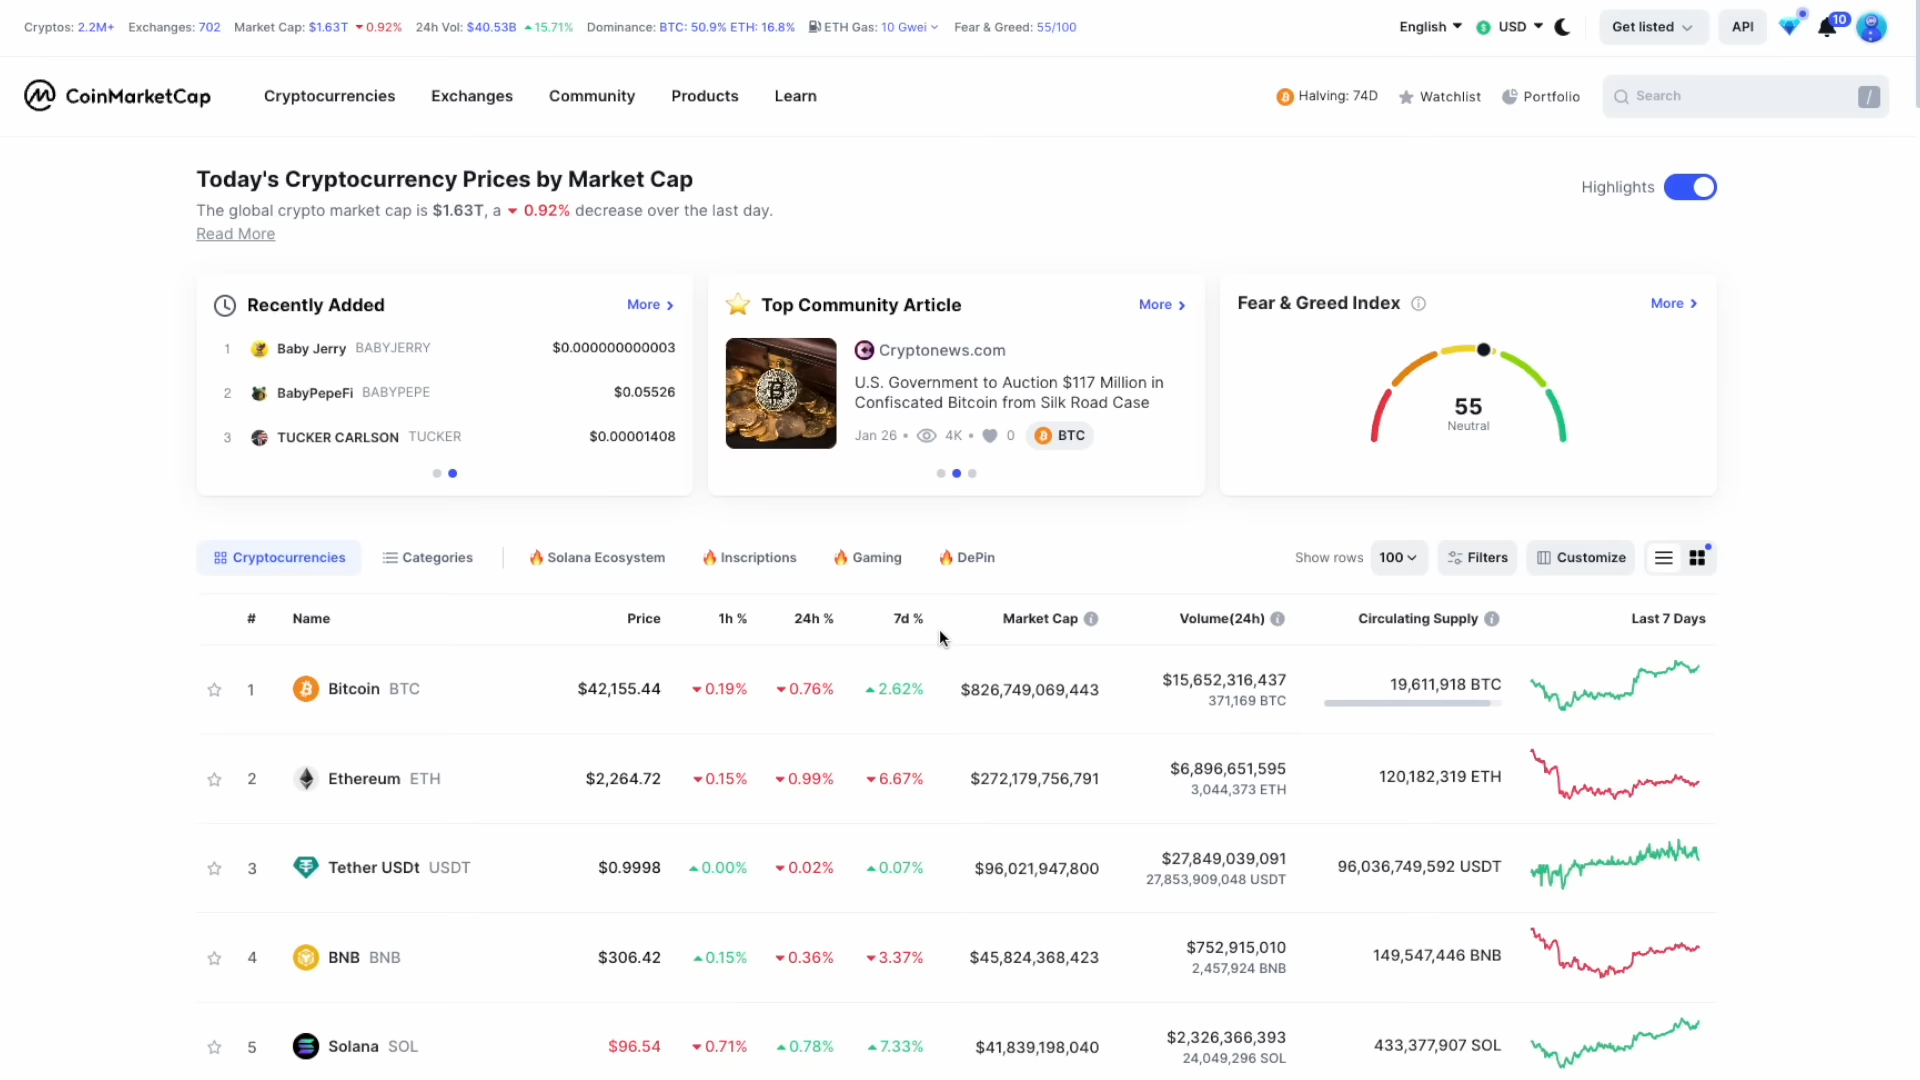 Cryptos: 2.2M+ Exchanges: 702 Market Cap: $1.63T 0.92% 24h Vol: $40.53B 15.71% Dominance: BTC: 50.9% ETH: 16.8% ETH Gas: 10 Gwei Fear & Greed: 55/100 English USD Get listed API 10
CoinMarketCap Cryptocurrencies Exchanges Community Products Learn Halving: 74D Watchlist Portfolio Search /
Today's Cryptocurrency Prices by Market Cap
Highlights
The global crypto market cap is $1.63T, a 0.92% decrease over the last day.
Read More
Recently Added More
1 Baby Jerry BABYJERRY $0.000000000003
2 BabyPepeFi BABYPEPE $0.05526
3 TUCKER CARLSON TUCKER $0.00001408
Top Community Article More
Cryptonews.com
U.S. Government to Auction $117 Million in
Confiscated Bitcoin from Silk Road Case
Jan 26 • 4K • 0 BTC
Fear & Greed Index More
55
Neutral
Cryptocurrencies Categories Solana Ecosystem Inscriptions Gaming DePin Show rows 100 Filters Customize
# Name Price 1h % 24h % 7d % Market Cap Volume(24h) Circulating Supply Last 7 Days
1 Bitcoin BTC $42,155.44 0.19% 0.76% 2.62% $826,749,069,443 $15,652,316,437 19,611,918 BTC
371,169 BTC
2 Ethereum ETH $2,264.72 0.15% 0.99% 6.67% $272,179,756,791 $6,896,651,595 120,182,319 ETH
3,044,373 ETH
3 Tether USDt USDT $0.9998 0.00% 0.02% 0.07% $96,021,947,800 $27,849,039,091 96,036,749,592 USDT
27,853,909,048 USDT
4 BNB BNB $306.42 0.15% 0.36% 3.37% $45,824,368,423 $752,915,010 149,547,446 BNB
2,457,924 BNB
5 Solana SOL $96.54 0.71% 0.78% 7.33% $41,839,198,040 $2,326,366,393 433,377,907 SOL
24,049,296 SOL